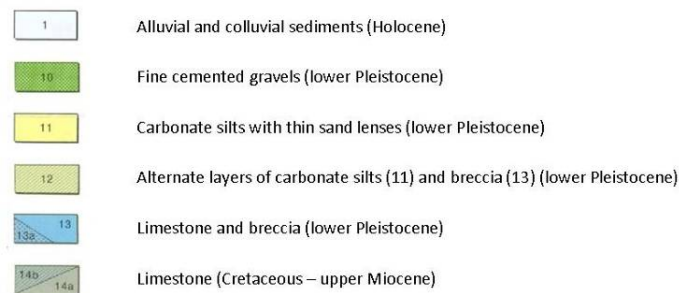 1 Alluvial and colluvial sediments (Holocene)
10 Fine cemented gravels (lower Pleistocene)
11 Carbonate silts with thin sand lenses (lower Pleistocene)
12 Alternate layers of carbonate silts (11) and breccia (13) (lower Pleistocene)
13 13a Limestone and breccia (lower Pleistocene)
14b 14a Limestone (Cretaceous – upper Miocene)